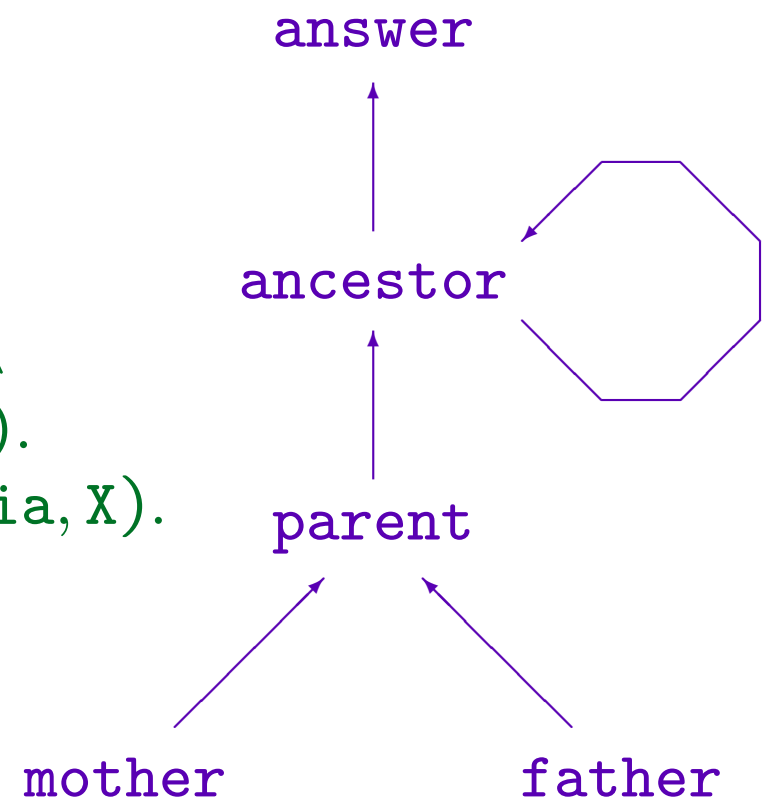 answer
ancestor
).
ia, X).
parent
mother
father